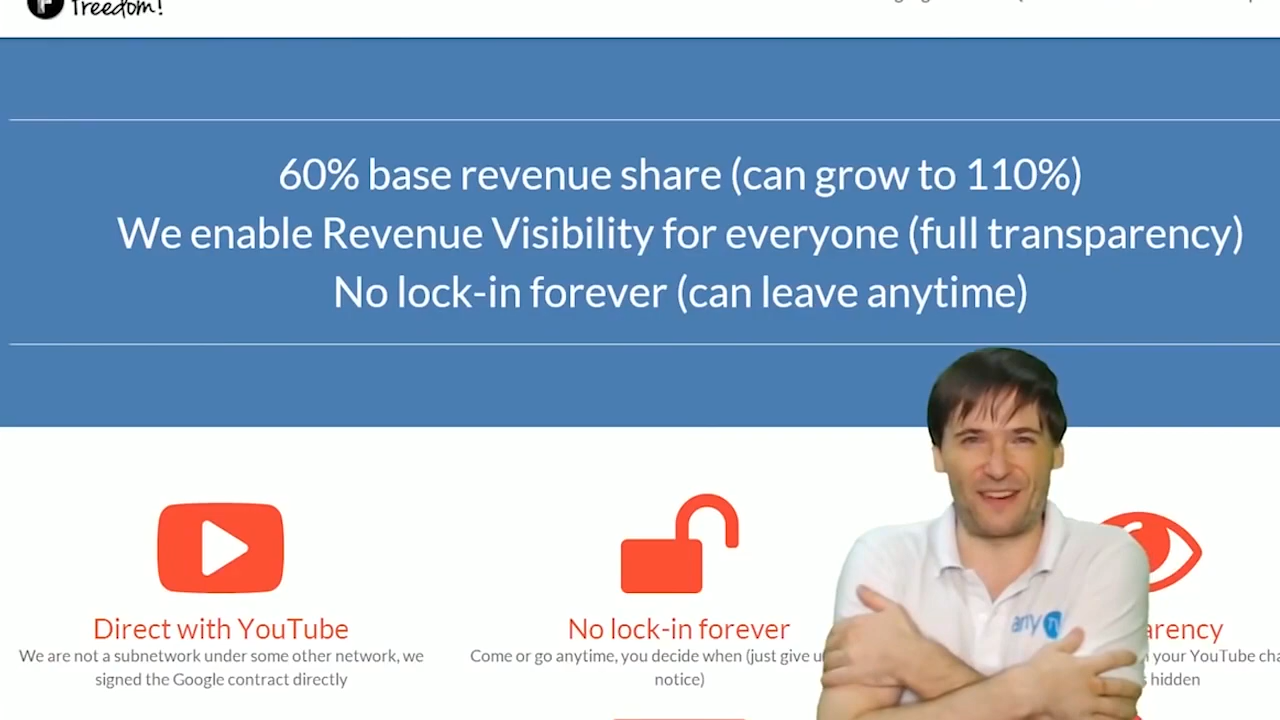 freedom!
60% base revenue share (can grow to 110%)
We enable Revenue Visibility for everyone (full transparency)
No lock-in forever (can leave anytime)
Direct with YouTube
We are not a subnetwork under some other network, we
signed the Google contract directly
No lock-in forever
Come or go anytime, you decide when (just give
notice)
your YouTube
hidden
any TV